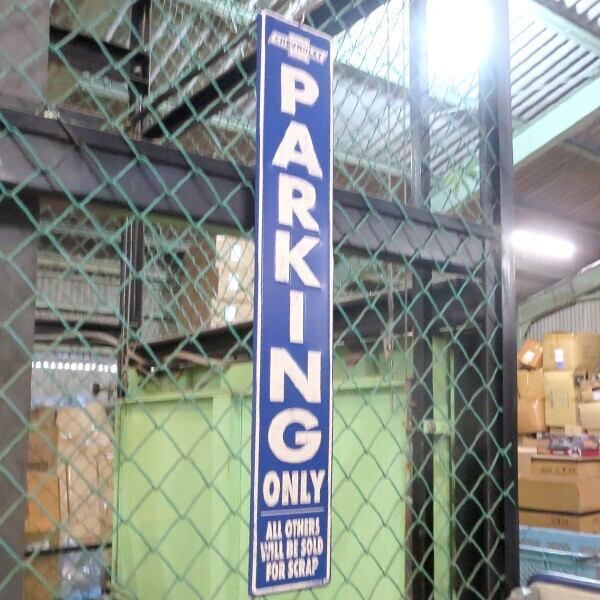 CHEVROLET
PARKING
ONLY
ALL OTHERS
WILL BE SOLD
FOR SCRAP